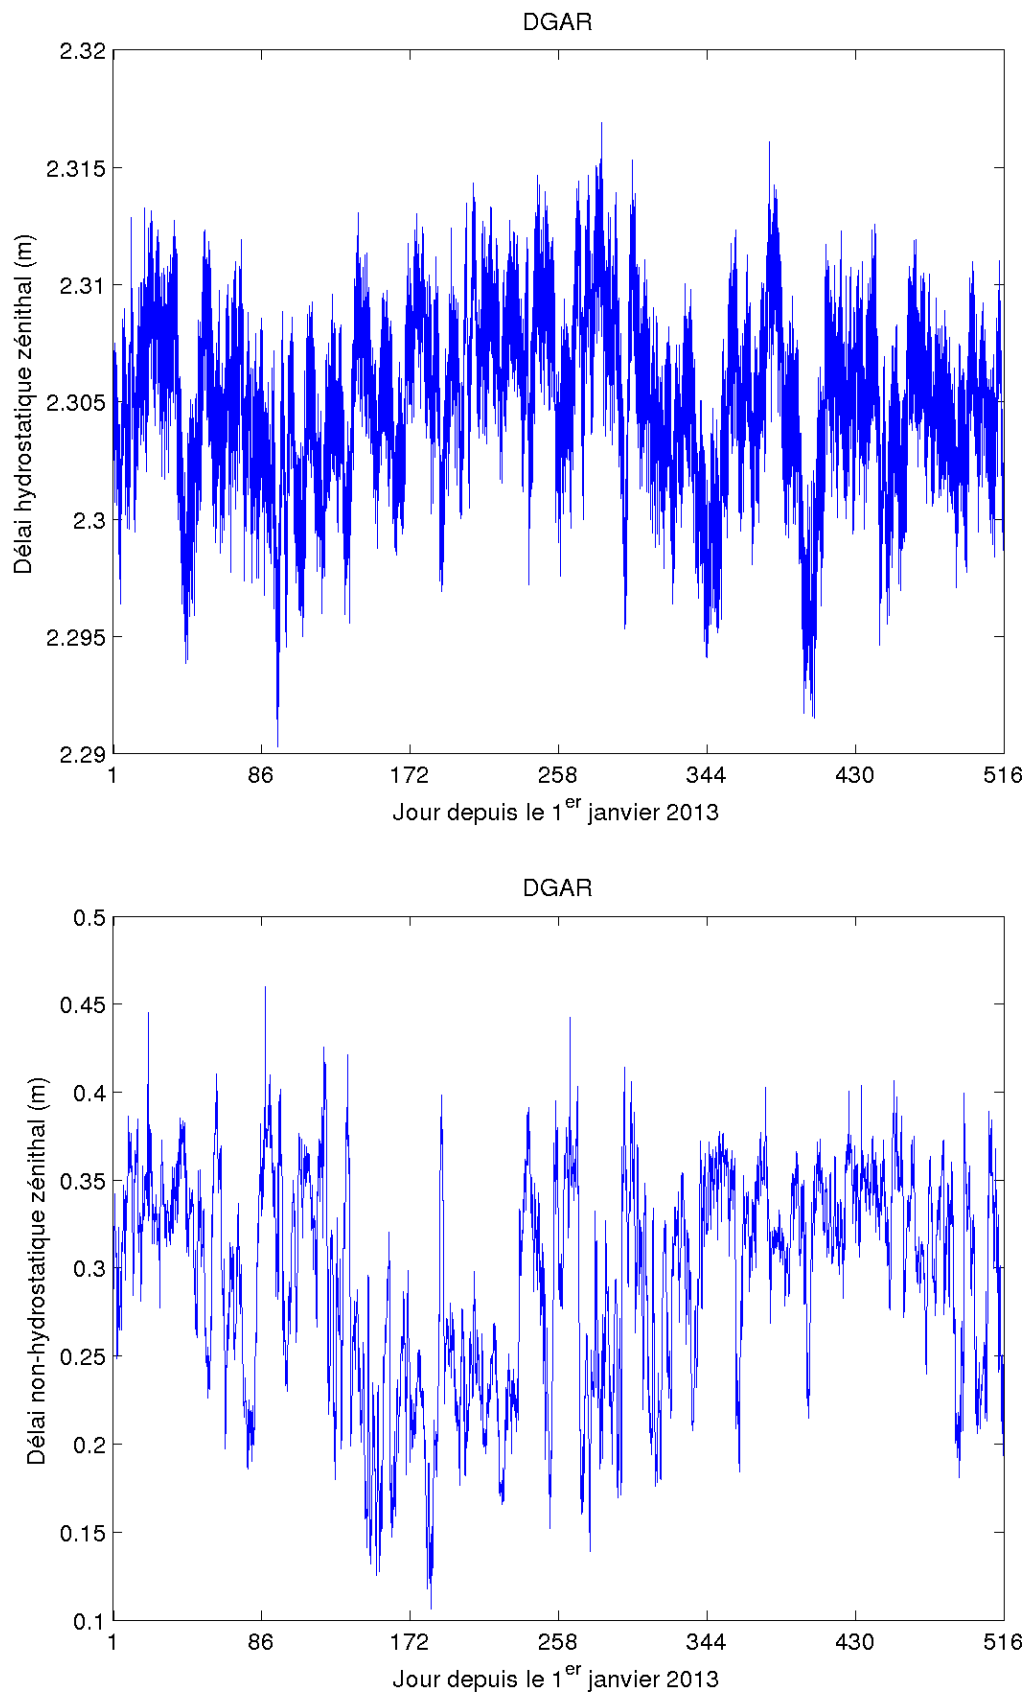 DGAR
Délai hydrostatique zénithal (m)
2.32
2.315
2.31
2.305
2.3
2.295
2.29
1 86 172 258 344 430 516
Jour depuis le 1er janvier 2013
DGAR
Délai non-hydrostatique zénithal (m)
0.5
0.45
0.4
0.35
0.3
0.25
0.2
0.15
0.1
1 86 172 258 344 430 516
Jour depuis le 1er janvier 2013